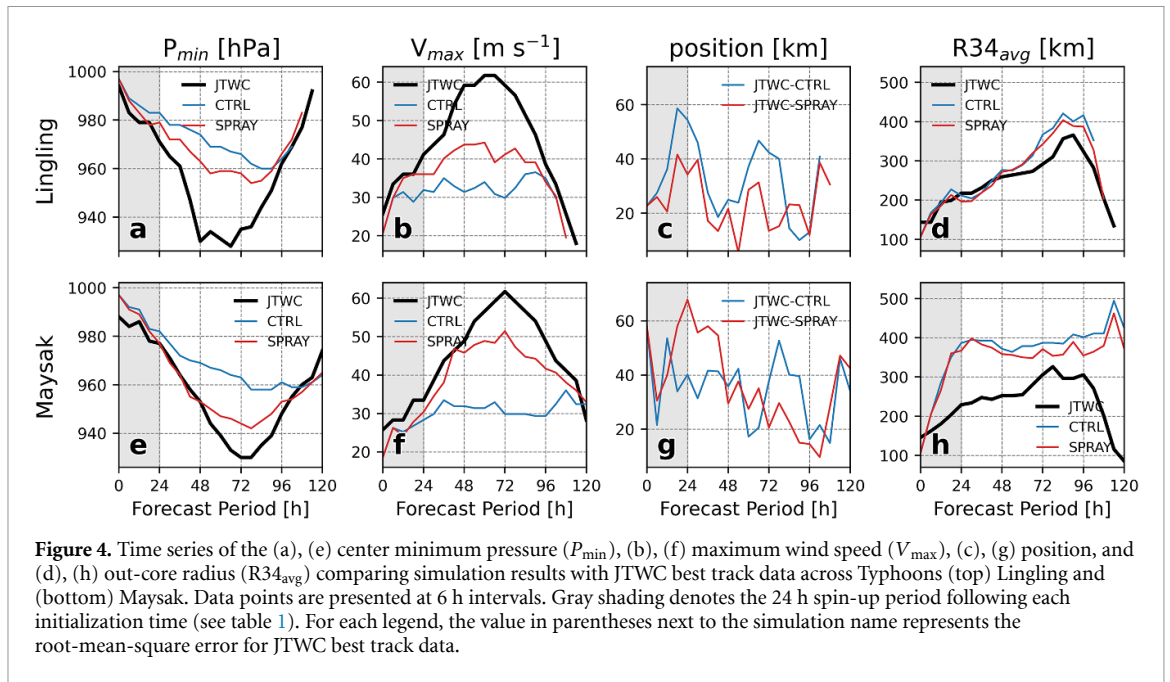 P_min [hPa]
V_max [m s⁻¹]
position [km]
R34_avg [km]
Lingling
1000
980
960
940
JTWC
CTRL
SPRAY
a
60
50
40
30
20
JTWC
CTRL
SPRAY
b
60
40
20
JTWC-CTRL
JTWC-SPRAY
c
500
400
300
200
100
JTWC
CTRL
SPRAY
d
Maysak
1000
980
960
940
JTWC
CTRL
SPRAY
e
0 24 48 72 96 120
Forecast Period [h]
60
50
40
30
20
JTWC
CTRL
SPRAY
f
0 24 48 72 96 120
Forecast Period [h]
60
40
20
JTWC-CTRL
JTWC-SPRAY
g
0 24 48 72 96 120
Forecast Period [h]
500
400
300
200
100
JTWC
CTRL
SPRAY
h
0 24 48 72 96 120
Forecast Period [h]
Figure 4. Time series of the (a), (e) center minimum pressure (P_min), (b), (f) maximum wind speed (V_max), (c), (g) position, and
(d), (h) out-core radius (R34_avg) comparing simulation results with JTWC best track data across Typhoons (top) Lingling and
(bottom) Maysak. Data points are presented at 6 h intervals. Gray shading denotes the 24 h spin-up period following each
initialization time (see table 1). For each legend, the value in parentheses next to the simulation name represents the
root-mean-square error for JTWC best track data.